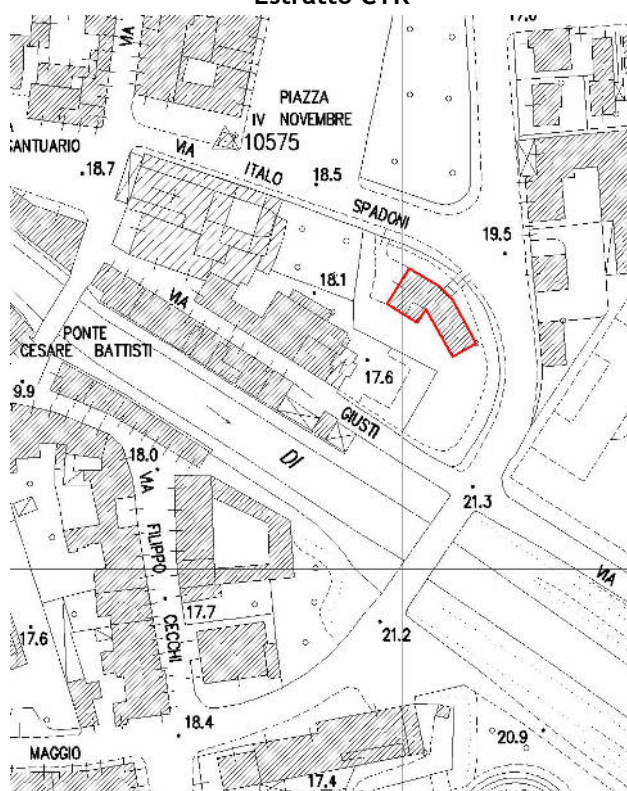 Estratto CTR
17.0
VIA
PIAZZA
IV NOVEMBRE
10575
SANTUARIO
18.7
VIA
ITALO
18.5
SPADONI
19.5
18.1
VIA
PONTE
CESARE BATTISTI
17.6
9.9
GIUSTI
18.0
DI
21.3
VIA
FILIPPO
CECCHI
VIA
17.7
17.6
21.2
18.4
20.9
MAGGIO
17.4